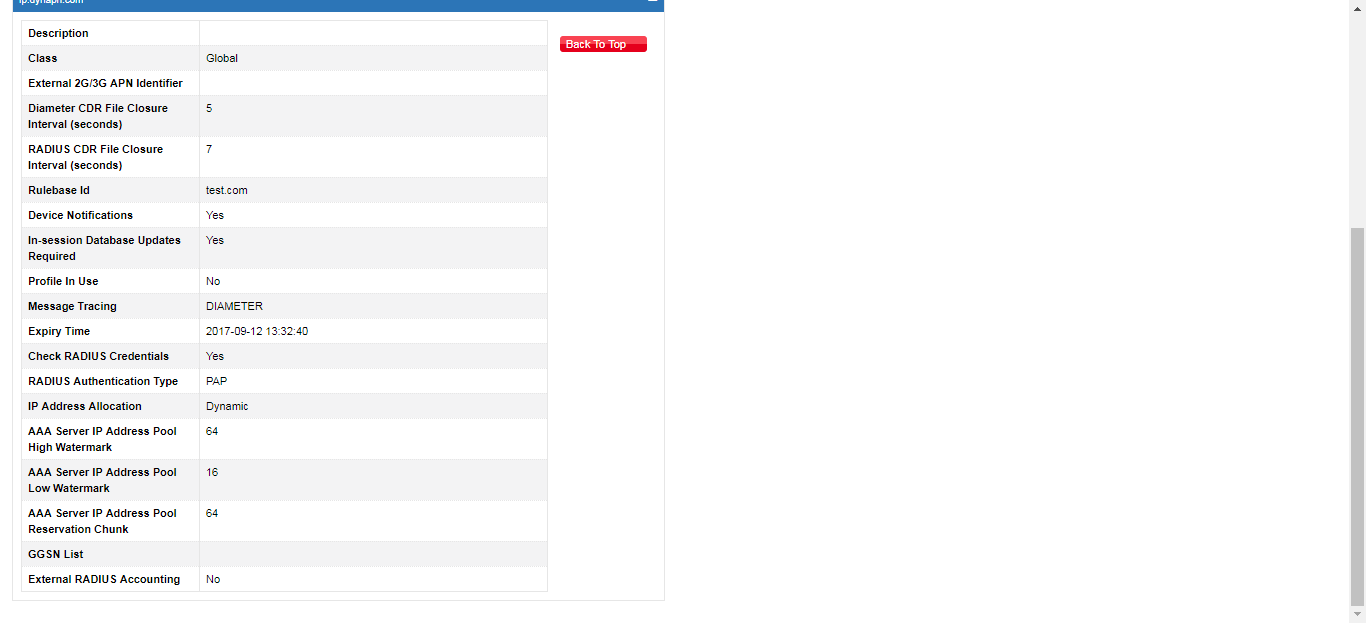 ip.dynapn.com
Description
Back To Top
Class Global
External 2G/3G APN Identifier
Diameter CDR File Closure 5
Interval (seconds)
RADIUS CDR File Closure 7
Interval (seconds)
Rulebase Id test.com
Device Notifications Yes
In-session Database Updates Yes
Required
Profile In Use No
Message Tracing DIAMETER
Expiry Time 2017-09-12 13:32:40
Check RADIUS Credentials Yes
RADIUS Authentication Type PAP
IP Address Allocation Dynamic
AAA Server IP Address Pool 64
High Watermark
AAA Server IP Address Pool 16
Low Watermark
AAA Server IP Address Pool 64
Reservation Chunk
GGSN List
External RADIUS Accounting No